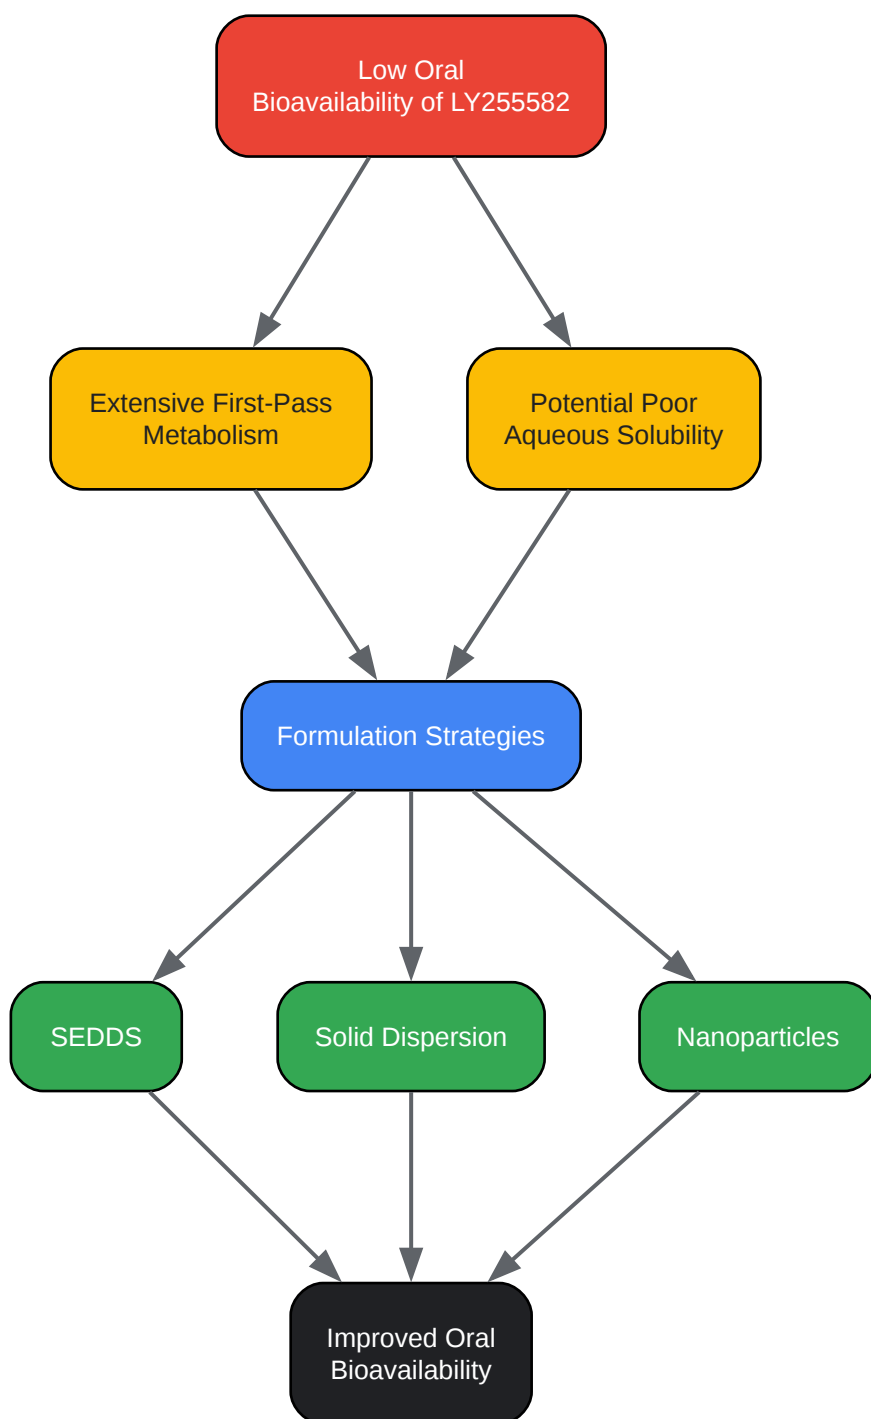 Low Oral
Bioavailability of LY255582
Extensive First-Pass
Metabolism
Potential Poor
Aqueous Solubility
Formulation Strategies
SEDDS
Solid Dispersion
Nanoparticles
Improved Oral
Bioavailability